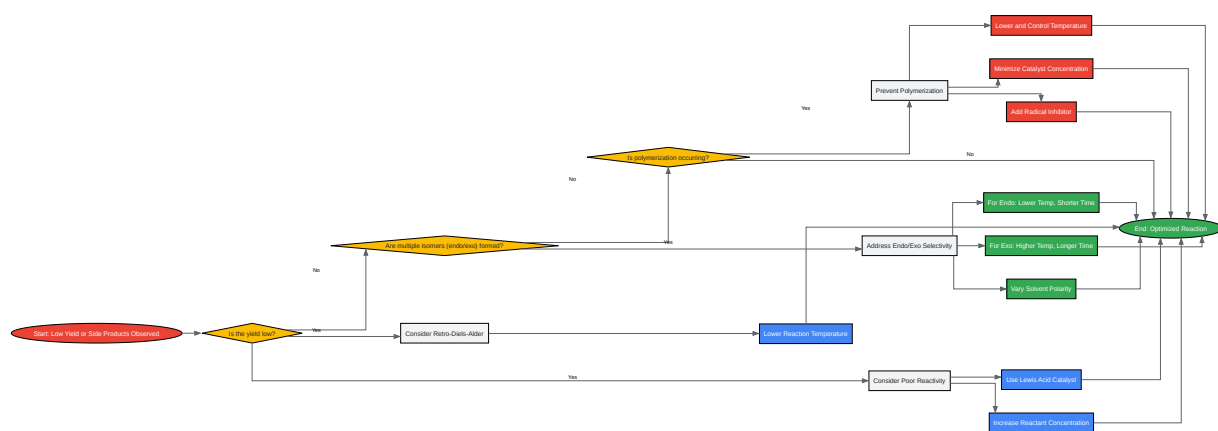 Lower and Control Temperature
Minimize Catalyst Concentration
Prevent Polymerization
Yes
Add Radical Inhibitor
Is polymerization occurring?
No
No
For Endo: Lower Temp, Shorter Time
End: Optimized Reaction
Are multiple isomers (endo/exo) formed?
Yes
Address Endo/Exo Selectivity
For Exo: Higher Temp, Longer Time
No
Vary Solvent Polarity
Start: Low Yield or Side Products Observed
Is the yield low?
Yes
Consider Retro-Diels-Alder
Lower Reaction Temperature
Yes
Consider Poor Reactivity
Use Lewis Acid Catalyst
Increase Reactant Concentration